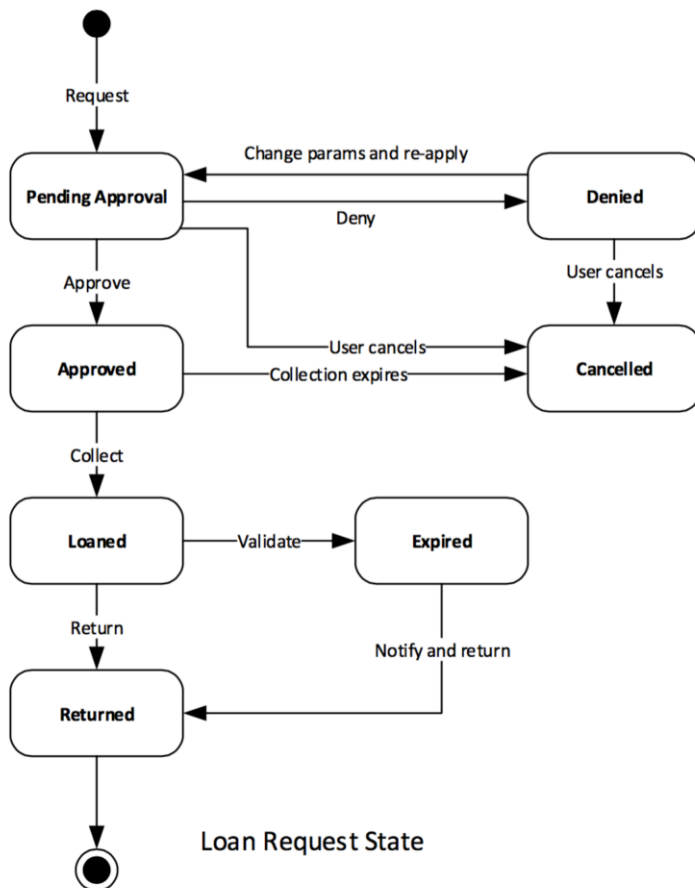 Request
Change params and re-apply
Pending Approval
Denied
Deny
Approve
User cancels
User cancels
Approved
Cancelled
Collection expires
Collect
Loaned
Validate
Expired
Return
Notify and return
Returned
Loan Request State